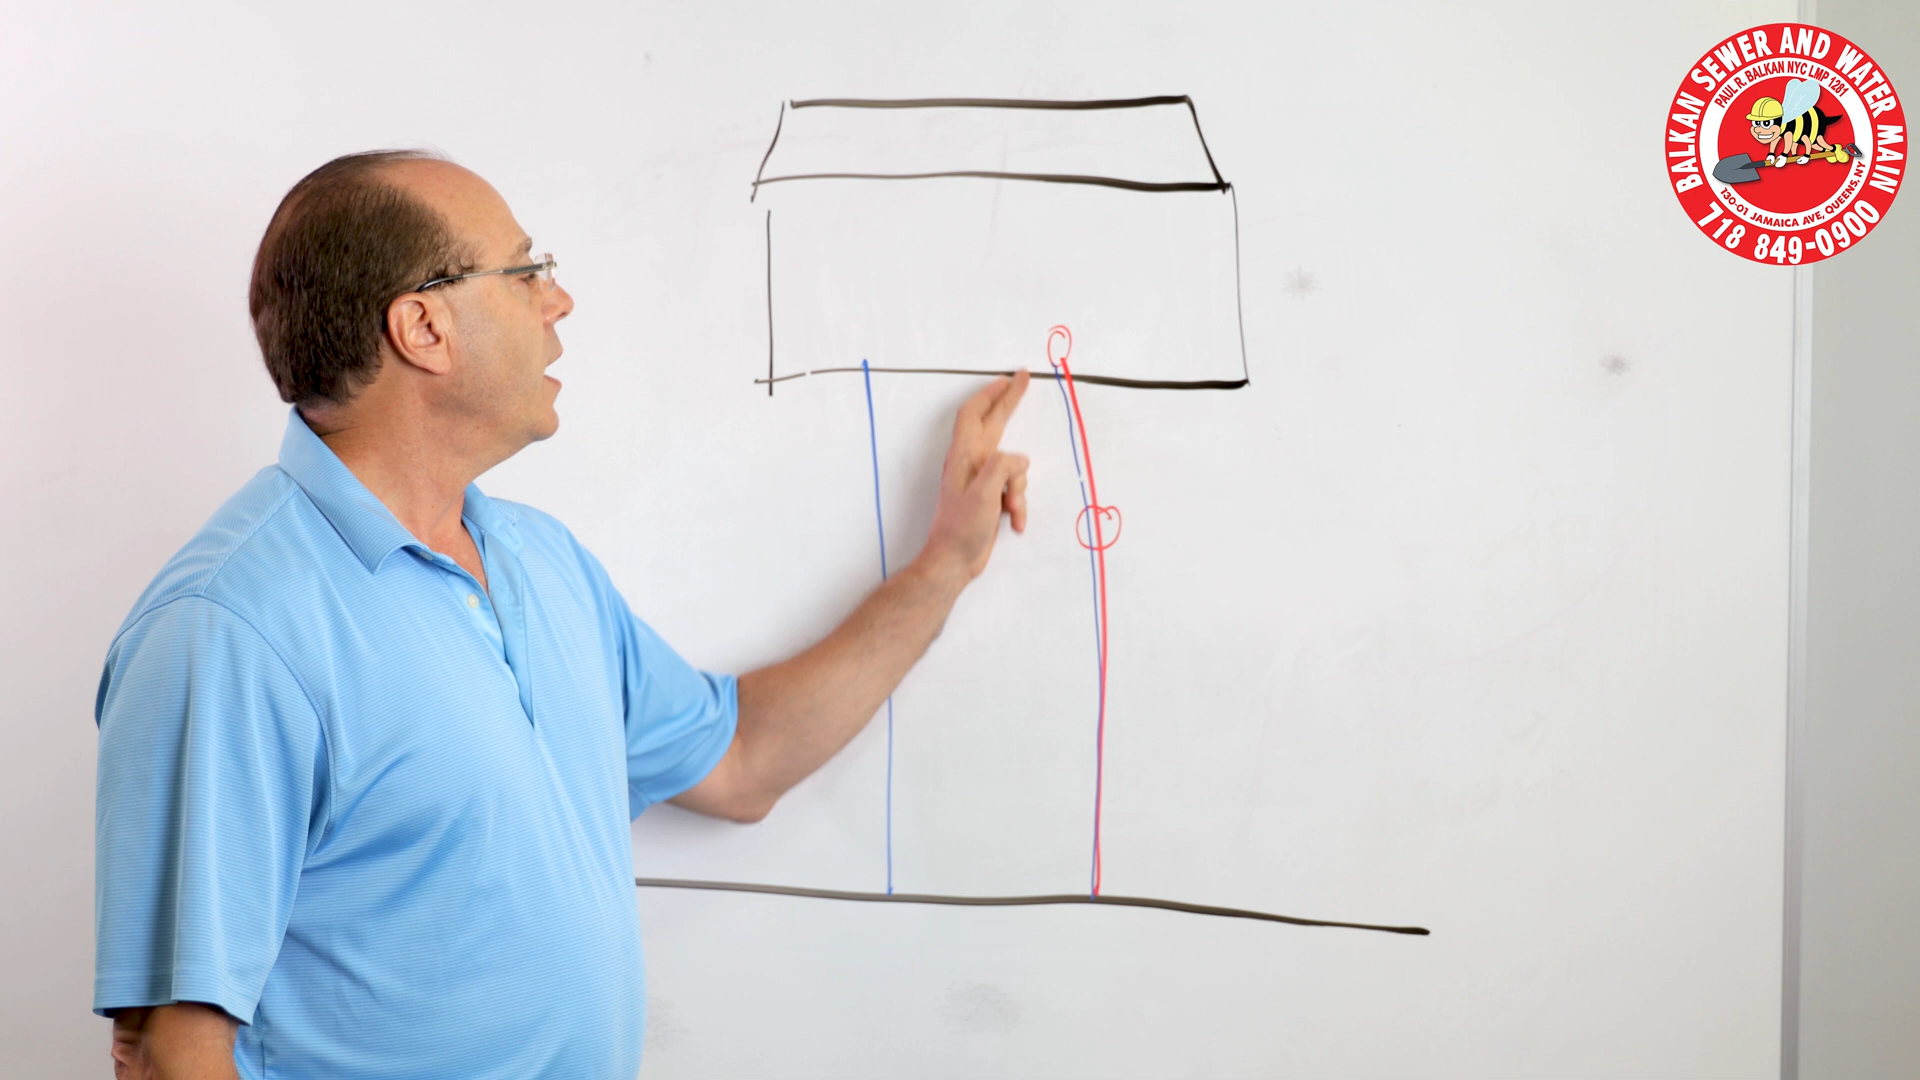 BALKAN SEWER AND WATER MAIN
PAUL R. BALKAN NYC LMP 1281
130-01 JAMAICA AVE, QUEENS, NY
718 849-0900